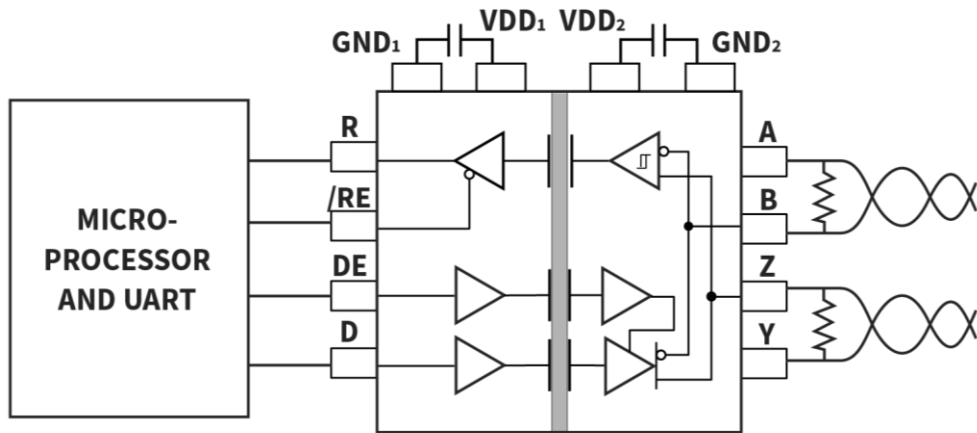 GND₁ VDD₁ VDD₂ GND₂
R
/RE
DE
D
MICRO-
PROCESSOR
AND UART
A
B
Z
Y